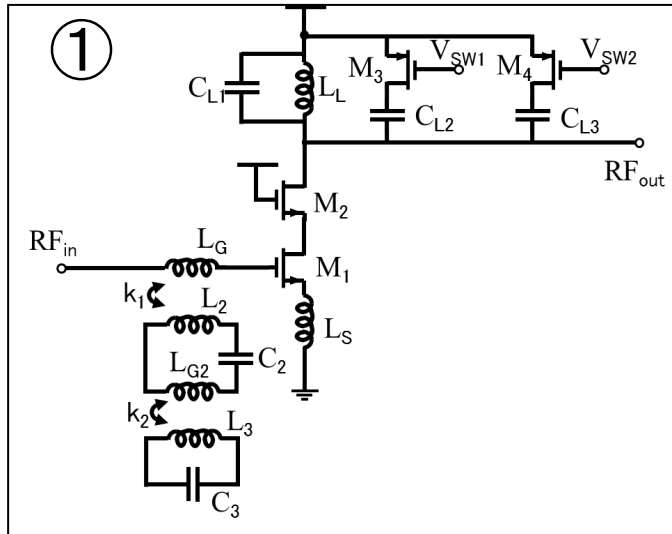 ①
C_L1
L_L
M_3
V_SW1
M_4
V_SW2
C_L2
C_L3
RF_out
M_2
RF_in
L_G
M_1
k_1
L_2
L_S
C_2
L_G2
k_2
L_3
C_3